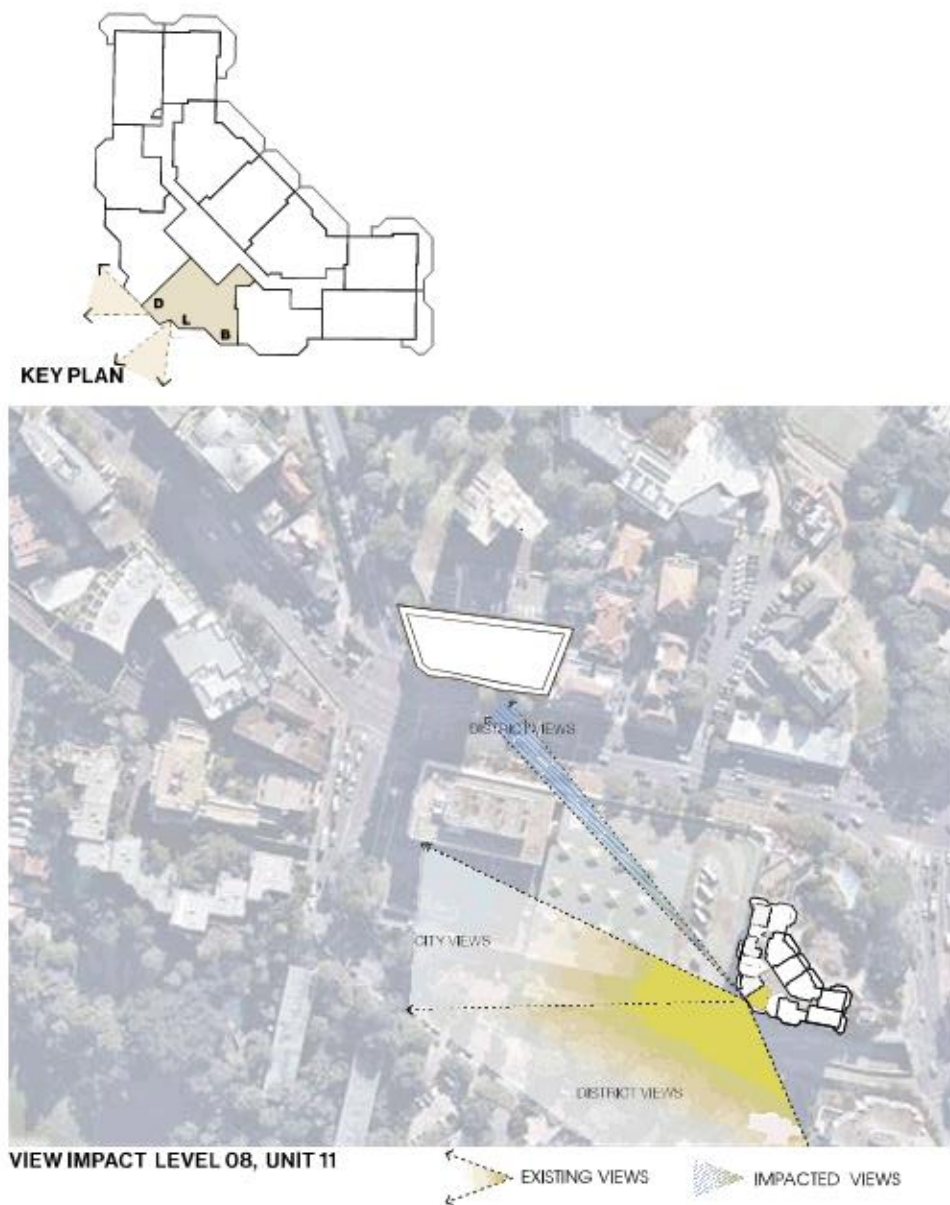 D
L
B
KEY PLAN
DISTRICT VIEWS
CITY VIEWS
DISTRICT VIEWS
VIEW IMPACT LEVEL 08, UNIT 11
EXISTING VIEWS
IMPACTED VIEWS